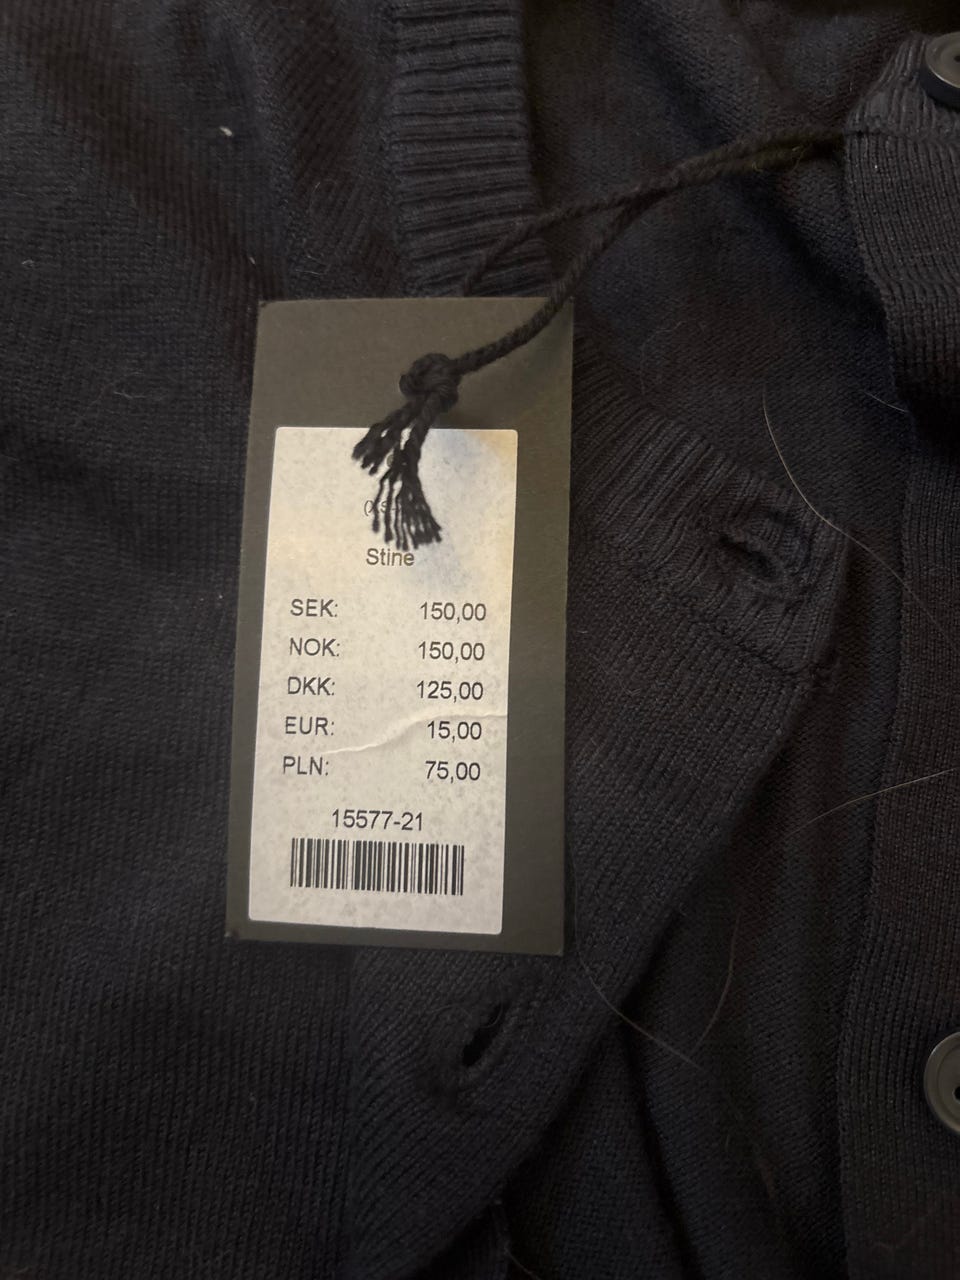 Stine
SEK: 150,00
NOK: 150,00
DKK: 125,00
EUR: 15,00
PLN: 75,00
15577-21